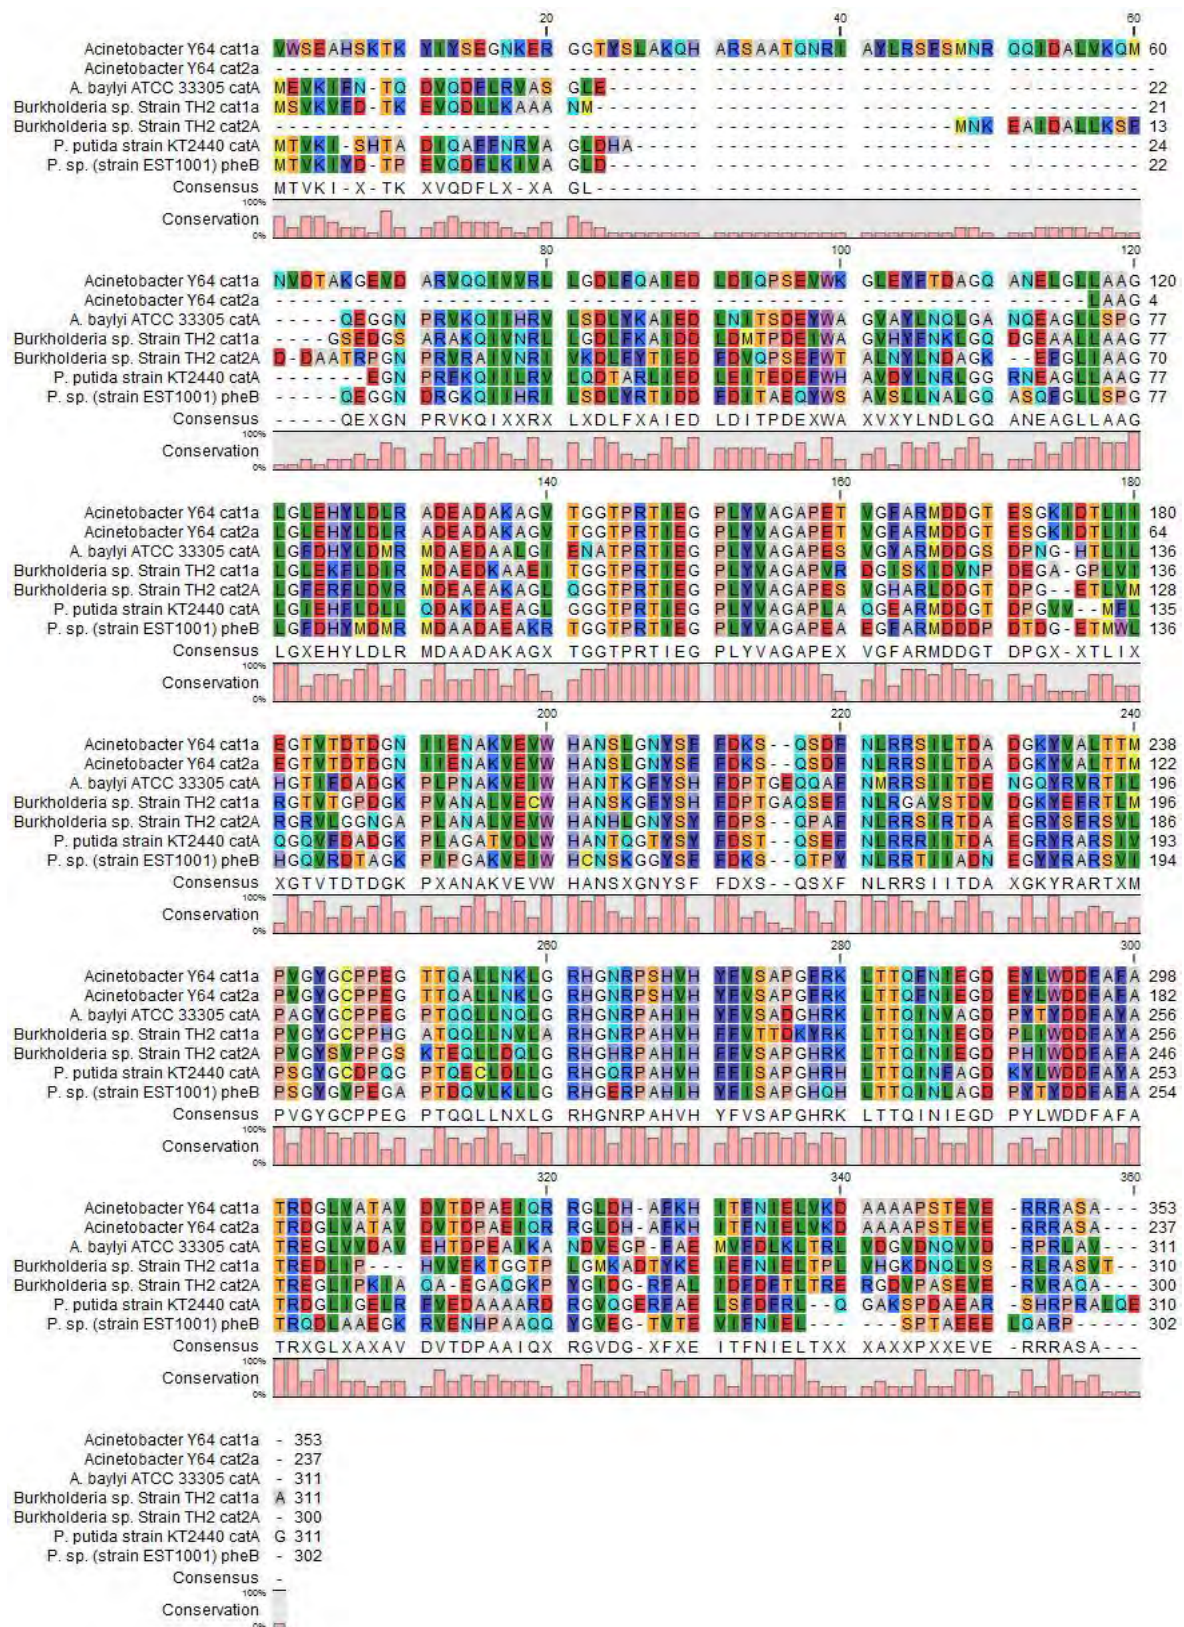 20 40 60
Acinetobacter Y64 cat1a VWSEAHSKTK YIYSEGNKER GGTYSLAKQH ARSAATQNRI AYLRSFSMNR QQIDALVKQM 60
Acinetobacter Y64 cat2a - - - - - - - - - - - - - - - - - - - - - - - - - - - - - - - - - - - - - - - - - - - - - - - - - - - - - - - - - - - - -
A. baylyi ATCC 33305 catA MEVKIFN-TQ DVQDFLRVAS GLE------- ---------- ---------- ---------- 22
Burkholderia sp. Strain TH2 cat1a MSVKVFD-TK EVQDLLKAAA NM-------- ---------- ---------- ---------- 21
Burkholderia sp. Strain TH2 cat2A ---------- ---------- ---------- ---------- -------MNK EAIDALLKSF 13
P. putida strain KT2440 catA MTVKI-SHTA DIQAFFNRVA GLDHA----- ---------- ---------- ---------- 24
P. sp. (strain EST1001) pheB MTVKIYD-TP EVQDFLKIVA GLD------- ---------- ---------- ---------- 22
Consensus MTVKI-X-TK XVQDFLX-XA GL-------- ---------- ---------- ----------
100%
Conservation
0%
80 100 120
Acinetobacter Y64 cat1a NVDTAKGEVD ARVQQIVVRL LGDLFQAIED LDIQPSEVWK GLEYFTDAGQ ANELGLLAAG 120
Acinetobacter Y64 cat2a ---------- ---------- ---------- ---------- ---------- ------LAAG 4
A. baylyi ATCC 33305 catA -----QEGGN PRVKQIIHRV LSDLYKAIED LNITSDEYWA GVAYLNQLGA NQEAGLLSPG 77
Burkholderia sp. Strain TH2 cat1a ----GSEDGS ARAKQIVNRL LGDLFKAIDD LDMTPDEIWA GVHYFNKLGQ DGEAGLIAAG 77
Burkholderia sp. Strain TH2 cat2A D-DAATRPGN PRVRAIVNRI VKDLFYTIED FDVQPSEFWT ALNYLNDAGK --EFGLIAAG 70
P. putida strain KT2440 catA -------EGN PRFKQIILRV LQDTARLIED LEITEDEFWH AVDYLNRLGG RNEAGLLAAG 77
P. sp. (strain EST1001) pheB -----QEGGN DRGKQIIHRI LSDLYRTIDD FDITAEQYWS AVSLLNALGQ ASQFGLLSPG 77
Consensus -----QEXGN PRVKQIXXRX LXDLFXAIED LDITPDEXWA XVXYLNDLGQ ANEAGLLAAG
100%
Conservation
0%
140 160 180
Acinetobacter Y64 cat1a LGLEHYLDLR ADEADAKAGV TGGTPRTIEG PLYVAGAPET VGFARMDDGT ESGKIDTLII 180
Acinetobacter Y64 cat2a LGLEHYLDLR ADEADAKAGV TGGTPRTIEG PLYVAGAPET VGFARMDDGT ESGKIDTLII 64
A. baylyi ATCC 33305 catA LGFDHYLDMR MDAEDAALGI ENATPRTIEG PLYVAGAPES VGYARMDDGS DPNG-HTLIL 136
Burkholderia sp. Strain TH2 cat1a LGLEKFLDIR MDAEDKAAEI TGGTPRTIEG PLYVAGAPVR DGISKIDVNP DEGA-GPLVI 136
Burkholderia sp. Strain TH2 cat2A LGFERFLDVR MDEAEARAGL QGGTPRTIEG PLYVAGAPES VGHARLDDGT DPG--ETLVM 128
P. putida strain KT2440 catA LGIEHFLDLL QDAKDAEAGL GGGTPRTIEG PLYVAGAPLA QGEARMDDGT DPGVV--MFL 135
P. sp. (strain EST1001) pheB LGFDHYMDMR MDAADAEAKR TGGTPRTIEG PLYVAGAPEA EGFARMDDDP DTDG-ETMWL 136
Consensus LGXEHYLDLR MDAADAKAGX TGGTPRTIEG PLYVAGAPEX VGFARMDDGT DPGX-XTLIX
100%
Conservation
0%
200 220 240
Acinetobacter Y64 cat1a EGTVTDTDGN IIENAKVEVW HANSLGNYSF FDKS--QSDF NLRRSILTDA DGKYVALTTM 238
Acinetobacter Y64 cat2a EGTVTDTDGN IIENAKVEVW HANSLGNYSF FDKS--QSDF NLRRSILTDA DGKYVALTTM 122
A. baylyi ATCC 33305 catA HGTIFDADGK PLPNAKVEIW HANTKGFYSH FDPTGEQQAF NMRRSIITDE NGQYRVRTIL 196
Burkholderia sp. Strain TH2 cat1a RGTVTGPDGK PVANALVECW HANSKGFYSH FDPTGAQSEF NLRGAVSTDV DGKYEFRTLM 196
Burkholderia sp. Strain TH2 cat2A RGRVLGGNGA PLANALVEVW HANHLGNYSY FDPS--QPAF NLRRSIRTDA EGRYSFRSVL 186
P. putida strain KT2440 catA QGQVFDADGK PLAGATVDLW HANTQGTYSY FDST--QSEF NLRRRIITDA EGRYRARSIV 193
P. sp. (strain EST1001) pheB HGQVRDTAGK PIPGAKVEIW HCNSKGGYSF FDKS--QTPY NLRRTIIADN EGYYRARSVI 194
Consensus XGTVTDTDGK PXANAKVEVW HANSXGNYSF FDXS--QSXF NLRRSIITDA XGKYRARTXM
100%
Conservation
0%
260 280 300
Acinetobacter Y64 cat1a PVGYGCPPEG TTQALLNKLG RHGNRPSHVH YFVSAPGFRK LTTQFNIEGD EYLWDDFAFA 298
Acinetobacter Y64 cat2a PVGYGCPPEG TTQALLNKLG RHGNRPSHVH YFVSAPGFRK LTTQFNIEGD EYLWDDFAFA 182
A. baylyi ATCC 33305 catA PAGYGCPPEG PTQQLLNQLG RHGNRPAHIH YFVSADGHRK LTTQINVAGD PYTYDDFAYA 256
Burkholderia sp. Strain TH2 cat1a PVGYGCPPHG ATQQLLNVLA RHGNRPAHVH FFVTTDKYRK LTTQINIEGD PLIWDDFAYA 256
Burkholderia sp. Strain TH2 cat2A PVGYSVPPGS KTEQLLDQLG RHGHRPAHIH FFVSAPGHRK LTTQINIEGD PHIWDDFAFA 246
P. putida strain KT2440 catA PSGYGCDPQG PTQECLDLLG RHGQRPAHVH FFISAPGHRH LTTQINFAGD KYLWDDFAYA 253
P. sp. (strain EST1001) pheB PSGYGVPEGA PTDQVLKLLG RHGERPAHIH YFISAPGHQH LTTQINLAGD PYTYDDFAFA 254
Consensus PVGYGCPPEG PTQQLLNXLG RHGNRPAHVH YFVSAPGHRK LTTQINIEGD PYLWDDFAFA
100%
Conservation
0%
320 340 360
Acinetobacter Y64 cat1a TRDGLVATAV DVTDPAEIQR RGLDH-AFKH ITFNIELVKD AAAAPSTEVE -RRRASA--- 353
Acinetobacter Y64 cat2a TRDGLVATAV DVTDPAEIQR RGLDH-AFKH ITFNIELVKD AAAAPSTEVE -RRRASA--- 237
A. baylyi ATCC 33305 catA TREGLVVDAV EHTDPEAIKA NDVEGP-FAE MVFDLKLTRL VDGVDNQVVD -RPRLAV--- 311
Burkholderia sp. Strain TH2 cat1a TREDLIP--- HVVEKTGGTP LGMKADTYKE IEFNIELTPL VHGKDNQLVS -RLRASVT-- 310
Burkholderia sp. Strain TH2 cat2A TREGLIPKIA QA-EGAQGKP YGIDG-RFAL IDFDFTLTRE RGDVPASEVE -RVRAQA--- 300
P. putida strain KT2440 catA TRDGLIGELR FVEDAAAARD RGVQGERFAE LSFDFRL--Q GAKSPDAEAR -SHRPRALQE 310
P. sp. (strain EST1001) pheB TRQDLAAEGK RVENHPAAQQ YGVEG-TVTE VIFNIEL--- ---SPTAEEE LQARP----- 302
Consensus TRXGLXAXAV DVTDPAAIQX RGVDG-XFXE ITFNIELTXX XAXXPXXEVE -RRRASA---
100%
Conservation
0%
Acinetobacter Y64 cat1a - 353
Acinetobacter Y64 cat2a - 237
A. baylyi ATCC 33305 catA - 311
Burkholderia sp. Strain TH2 cat1a A 311
Burkholderia sp. Strain TH2 cat2A - 300
P. putida strain KT2440 catA G 311
P. sp. (strain EST1001) pheB - 302
Consensus -
100%
Conservation
0%